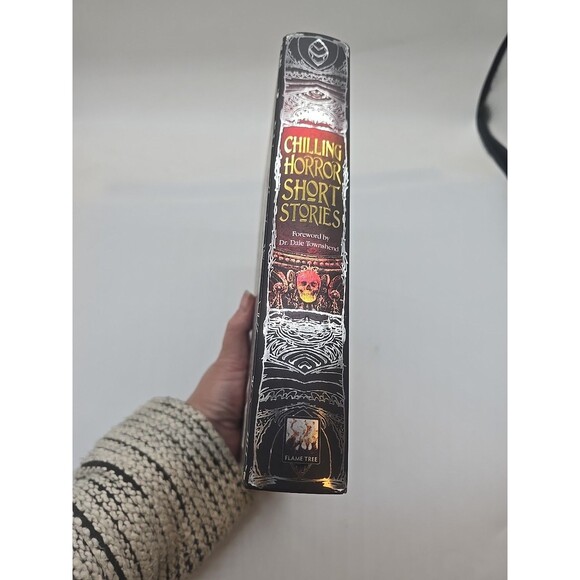 CHILLING
HORROR
SHORT
STORIES
Foreword by
Dr. Dale Townshend
FLAME TREE